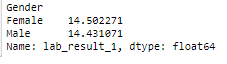 Gender
Female    14.502271
Male      14.431071
Name: lab_result_1, dtype: float64